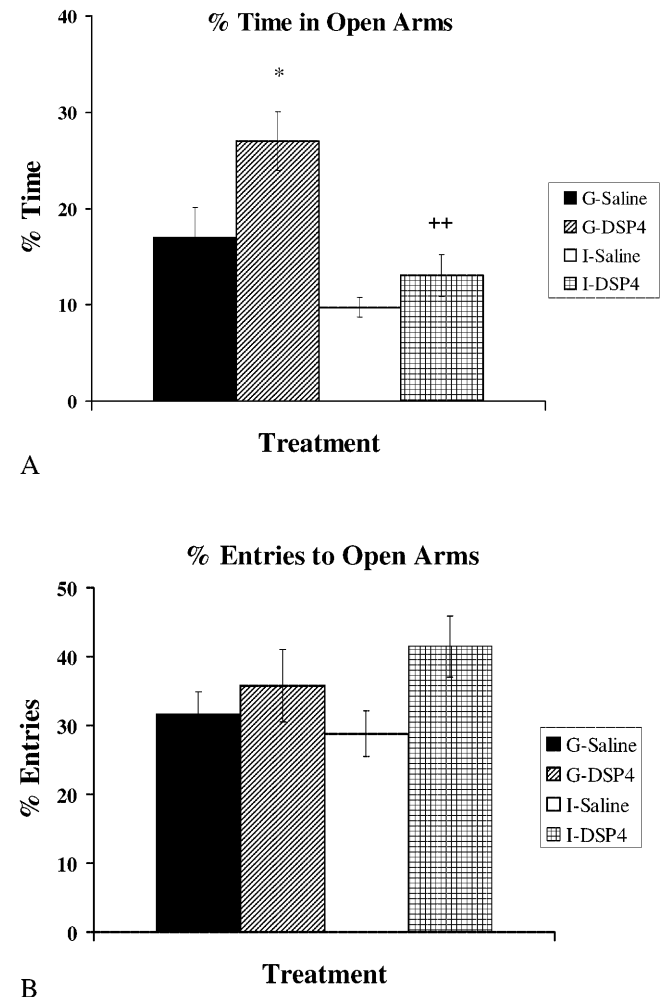 % Time in Open Arms
40
30
20
10
0
% Time
*
++
G-Saline
G-DSP4
I-Saline
I-DSP4
Treatment
A
% Entries to Open Arms
50
40
30
20
10
0
% Entries
G-Saline
G-DSP4
I-Saline
I-DSP4
Treatment
B